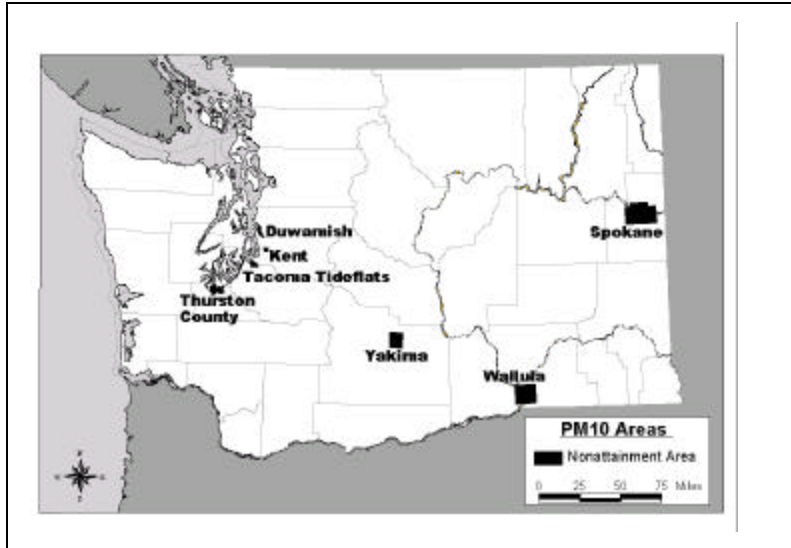 Duwamish
Kent
Tacoma Tideflats
Spokane
Thurston
County
Yakima
Wallula
PM10 Areas
Nonattainment Area
0 25 50 75 Miles